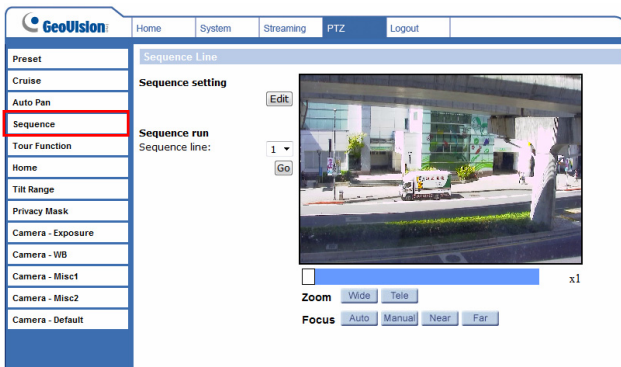 GeoVision
Home System Streaming PTZ Logout
Preset
Cruise
Auto Pan
Sequence
Tour Function
Home
Tilt Range
Privacy Mask
Camera - Exposure
Camera - WB
Camera - Misc1
Camera - Misc2
Camera - Default
Sequence Line
Sequence setting
Edit
Sequence run
Sequence line: 1
Go
x1
Zoom Wide Tele
Focus Auto Manual Near Far